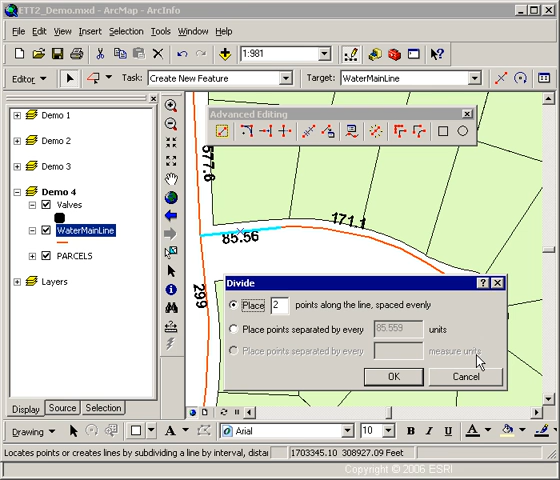 ETT2_Demo.mxd - ArcMap - ArcInfo
File Edit View Insert Selection Tools Window Help
1:981
Editor Task: Create New Feature Target: WaterMainLine
Advanced Editing
Demo 1
Demo 2
Demo 3
Demo 4
Valves
WaterMainLine
PARCELS
Layers
577.6
171.1
85.56
299
Divide
Place 2 points along the line, spaced evenly
Place points separated by every 85.559 units
Place points separated by every measure units
OK Cancel
Display Source Selection
Drawing A Arial 10 B I U A
Locates points or creates lines by subdividing a line by interval, dista 1703345.10 308927.09 Feet
Copyright © 2006 ESRI